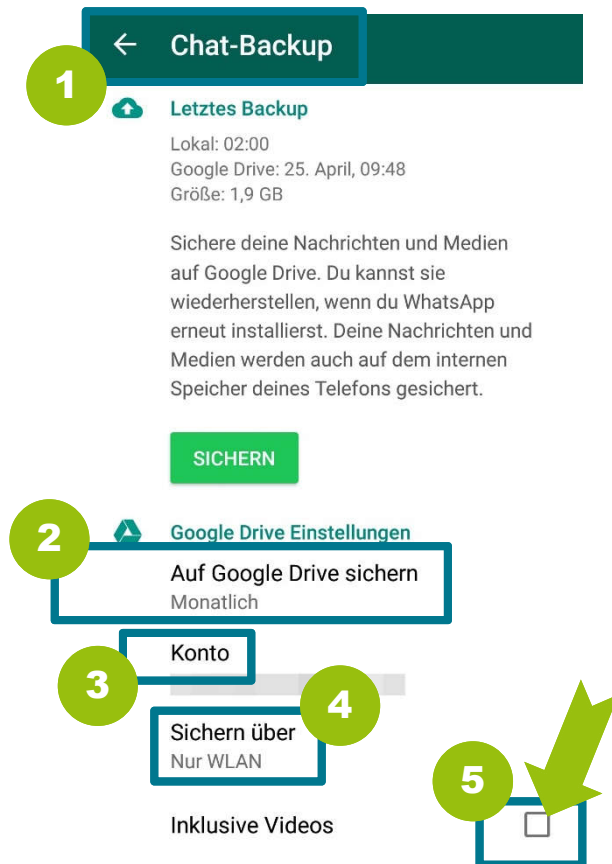 Chat-Backup
1
Letztes Backup
Lokal: 02:00
Google Drive: 25. April, 09:48
Größe: 1,9 GB
Sichere deine Nachrichten und Medien
auf Google Drive. Du kannst sie
wiederherstellen, wenn du WhatsApp
erneut installierst. Deine Nachrichten und
Medien werden auch auf dem internen
Speicher deines Telefons gesichert.
SICHERN
2
Google Drive Einstellungen
Auf Google Drive sichern
Monatlich
Konto
3
4
Sichern über
Nur WLAN
5
Inklusive Videos